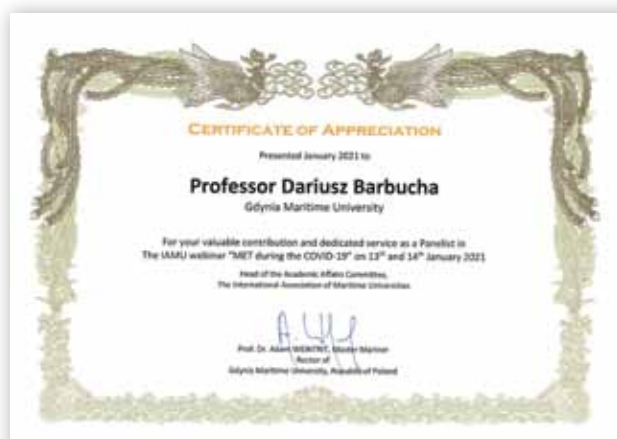 CERTIFICATE OF APPRECIATION
Presented January 2021 to
Professor Dariusz Barbucha
Gdynia Maritime University
For your valuable contribution and dedicated service as a Panelist in
The IAMU webinar "MET during the COVID-19" on 13th and 14th January 2021
Head of the Academic Affairs Committee,
The International Association of Maritime Universities
Prof. Dr. Adam WEINTRIT, Master Mariner
Rector of
Gdynia Maritime University, Republic of Poland